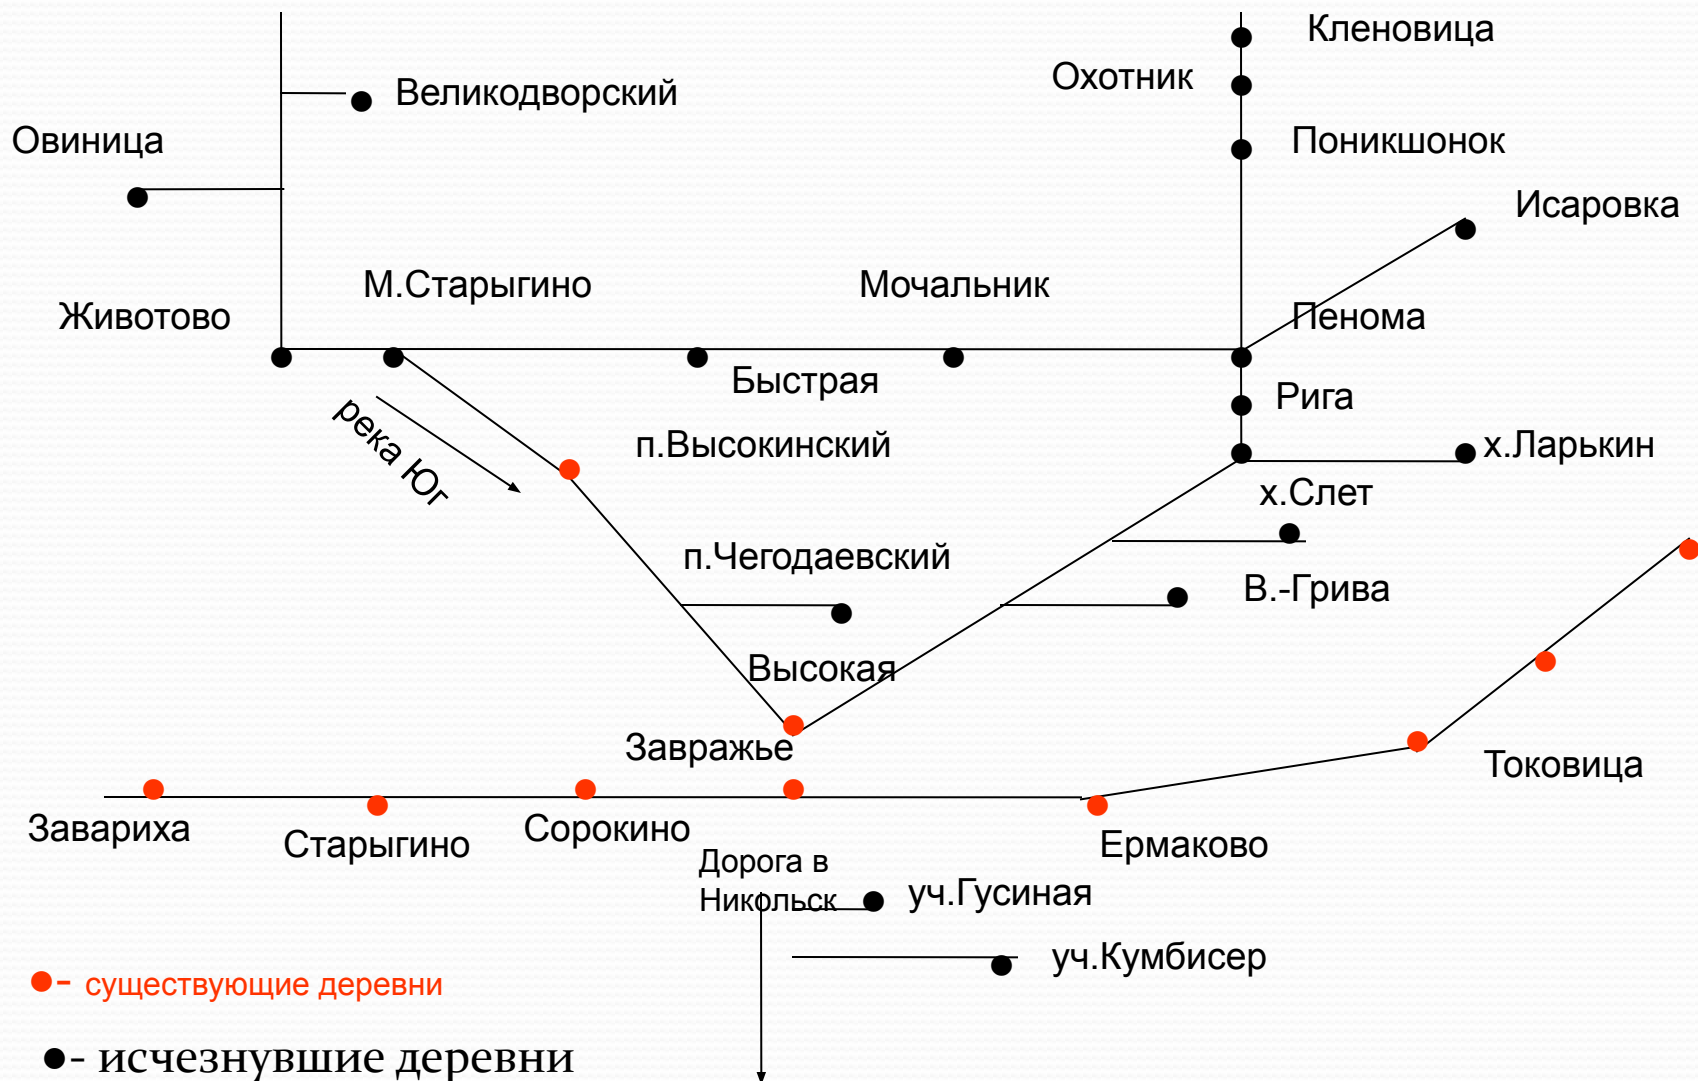 Кленовица
Охотник
Великодворский
Овиница
Поникшонок
Исаровка
М.Старыгино
Мочальник
Животово
Пенома
Быстрая
Рига
река Юг
п.Высокинский
х.Ларькин
х.Слет
п.Чегодаевский
В.-Грива
Высокая
Завражье
Токовица
Завариха
Старыгино
Сорокино
Ермаково
Дорога в
Никольск
уч.Гусиная
уч.Кумбисер
- существующие деревни
- исчезнувшие деревни